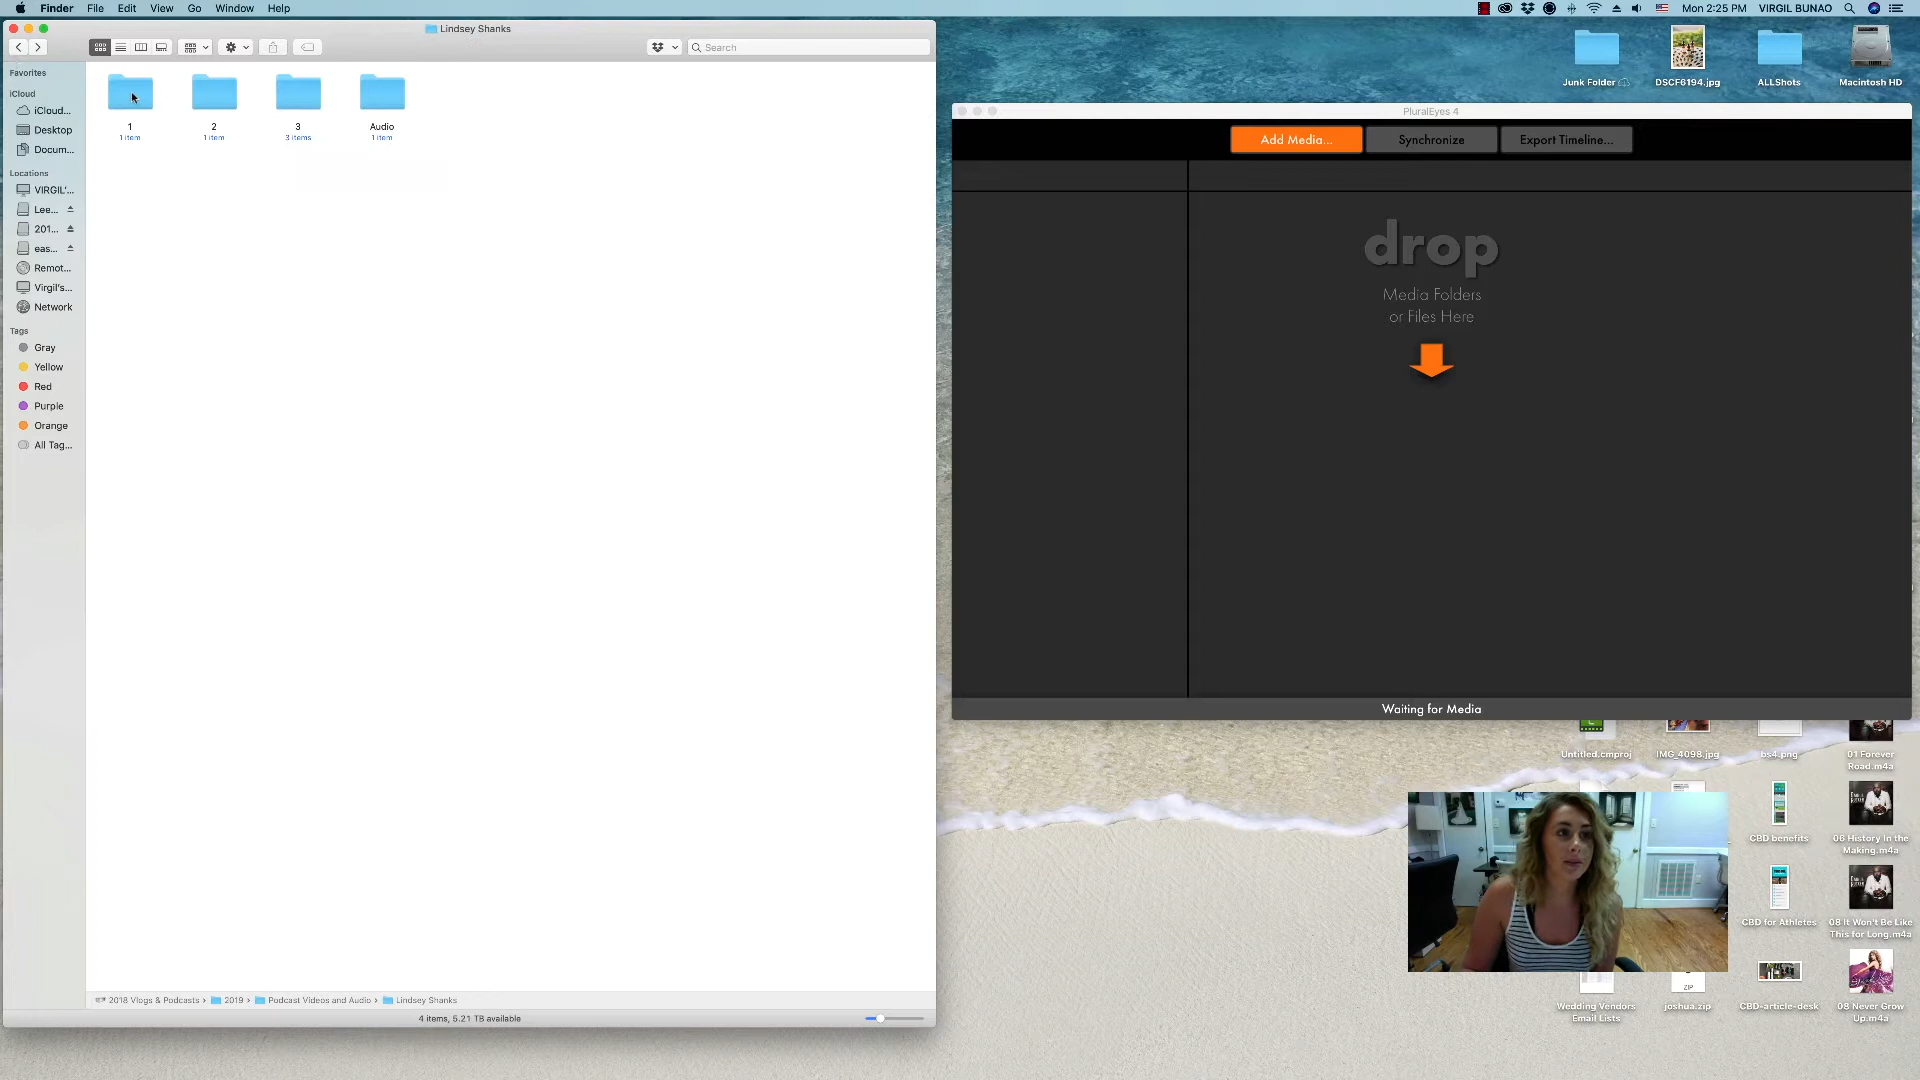 Finder File Edit View Go Window Help
Mon 2:25 PM VIRGIL BUNAO
Lindsey Shanks
Search
Favorites
iCloud
iCloud...
Desktop
Docum...
Locations
VIRGIL'...
Lee...
201...
eas...
Remot...
Virgil's...
Network
Tags
Gray
Yellow
Red
Purple
Orange
All Tag...
1
1 item
2
1 item
3
3 items
Audio
1 item
2018 Vlogs & Podcasts › 2019 › Podcast Videos and Audio › Lindsey Shanks
4 items, 5.21 TB available
Junk Folder
DSCF6194.jpg
ALLShots
Macintosh HD
PluralEyes 4
Add Media...
Synchronize
Export Timeline...
drop
Media Folders
or Files Here
Waiting for Media
Untitled.cmproj
IMG_4098.jpg
bs4.png
01 Forever
Road.m4a
CBD benefits
06 History In the
Making.m4a
CBD for Athletes
08 It Won't Be Like
This for Long.m4a
ZIP
Wedding Vendors
Email Lists
joshua.zip
CBD-article-desk
08 Never Grow
Up.m4a